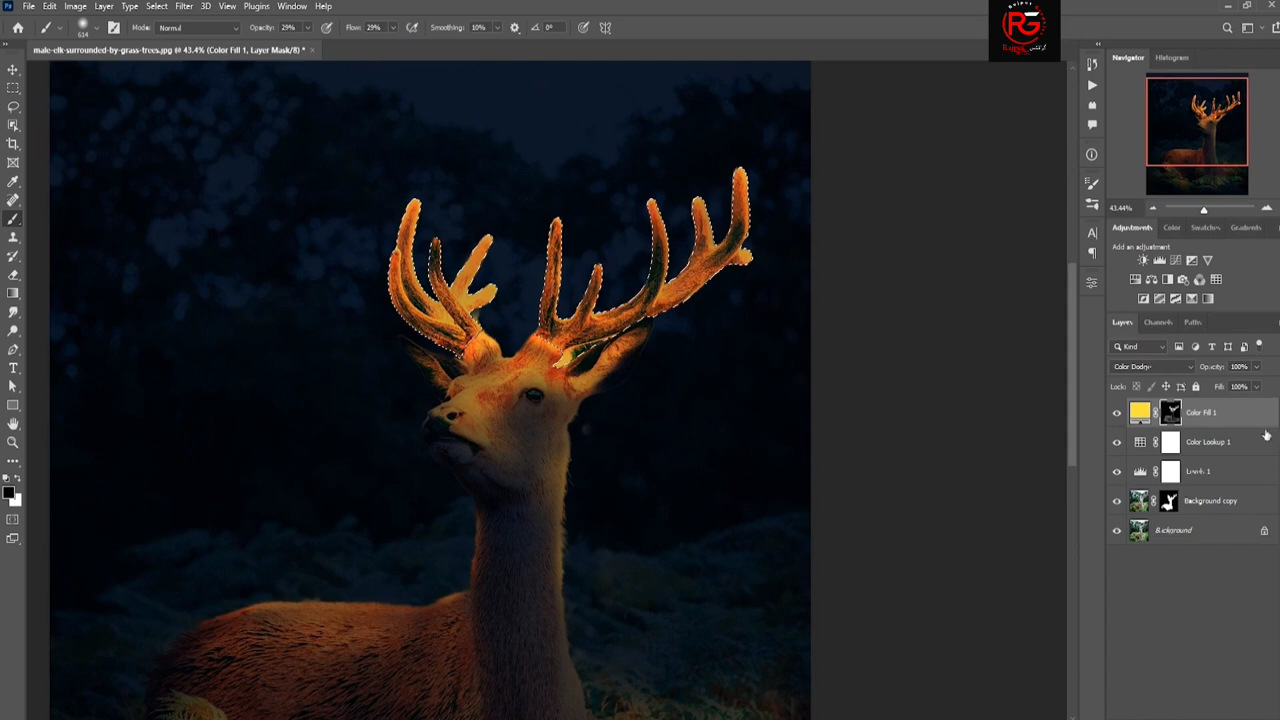 File Edit Image Layer Type Select Filter 3D View Plugins Window Help
614 Mode: Normal Opacity: 29% Flow: 29% Smoothing: 10% 0°
male-elk-surrounded-by-grass-trees.jpg @ 43.4% (Color Fill 1, Layer Mask/8) *
RG
Navigator Histogram
43.44%
Adjustments Color Swatches Gradients
Add an adjustment
Layers Channels Paths
Kind
Color Dodge Opacity: 100%
Lock: Fill: 100%
Color Fill 1
Color Lookup 1
Levels 1
Background copy
Background